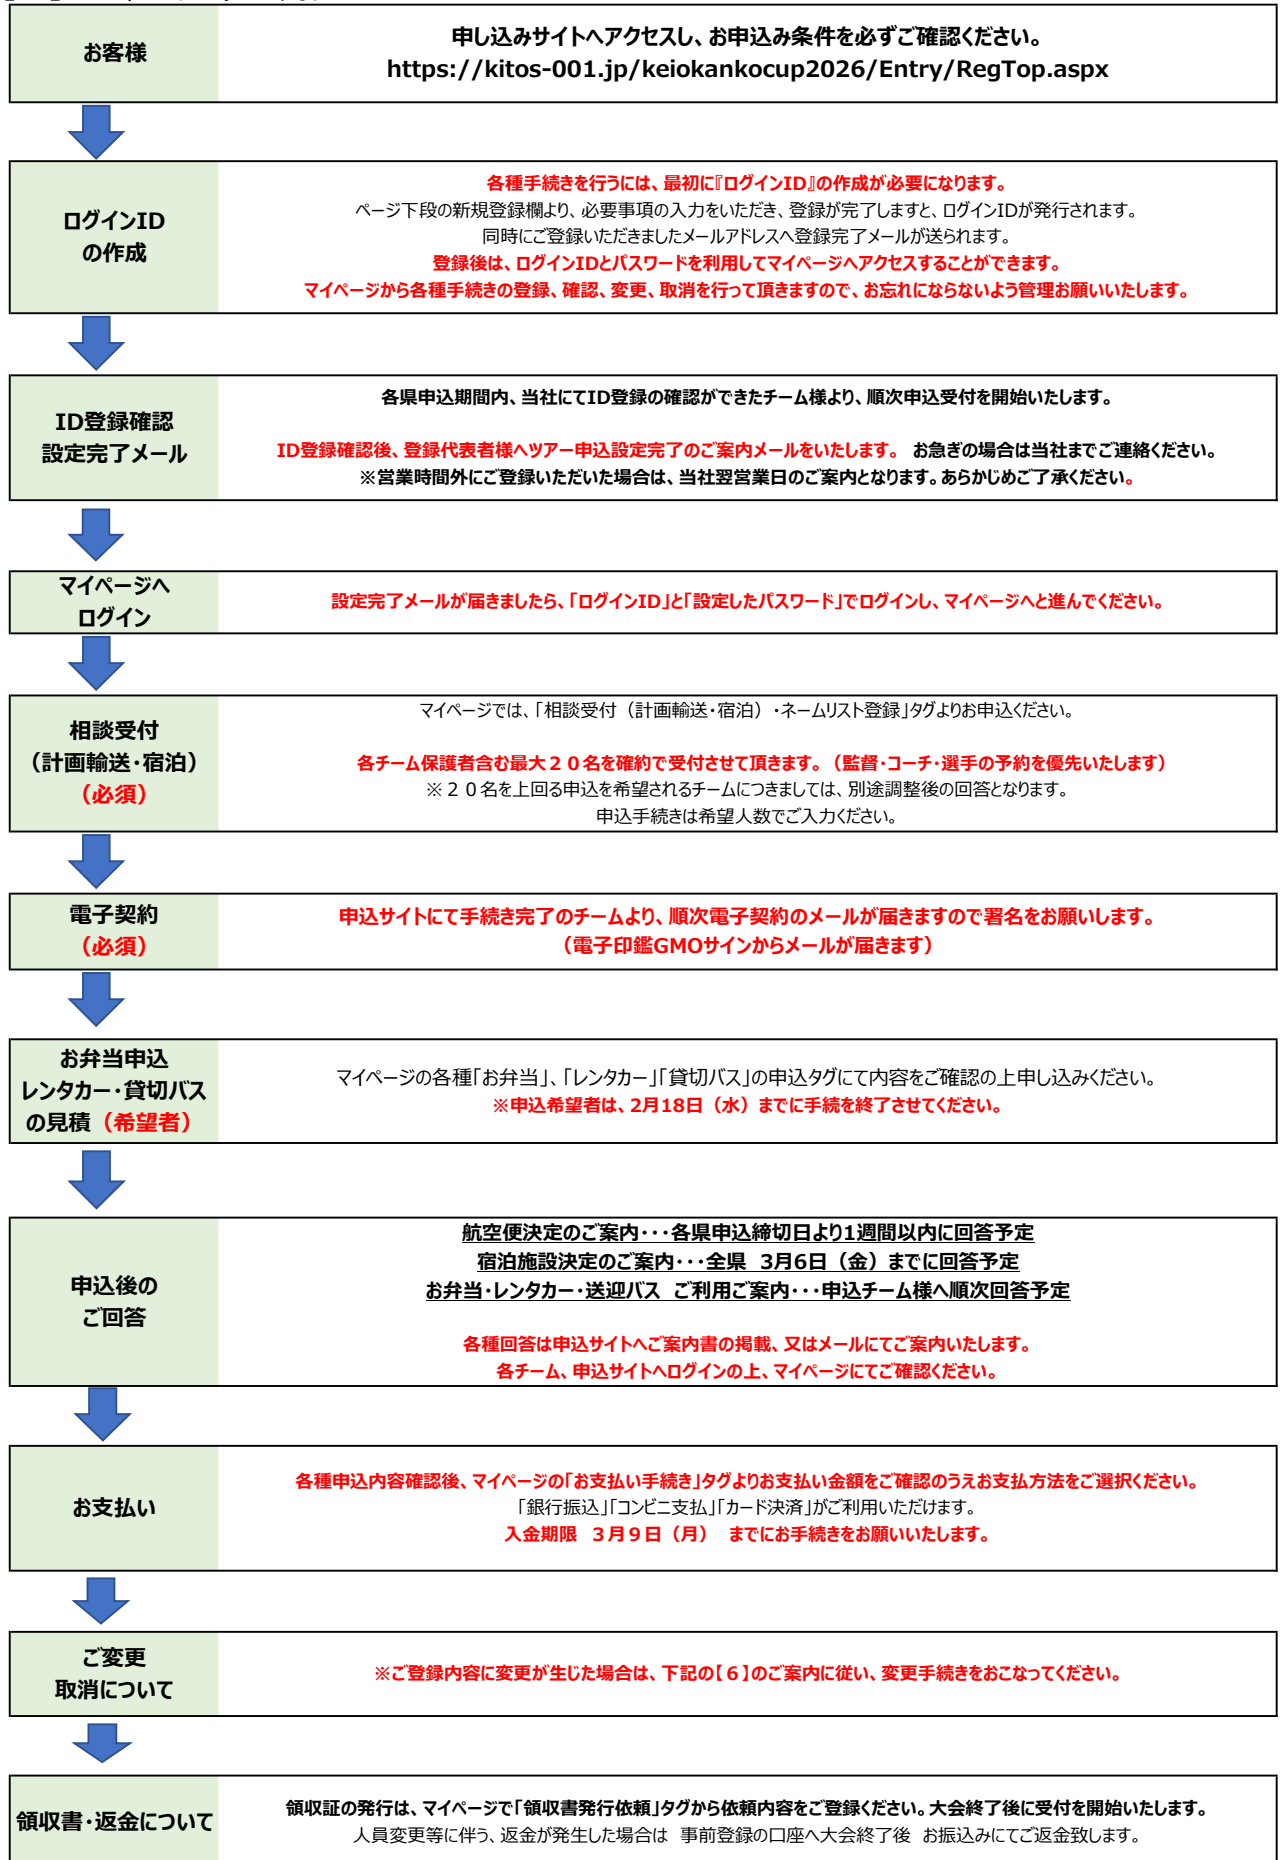 お客様
申し込みサイトへアクセスし、お申込み条件を必ずご確認ください。
https://kitos-001.jp/keiokankocup2026/Entry/RegTop.aspx
ログインID
の作成
各種手続きを行うには、最初に『ログインID』の作成が必要になります。
ページ下段の新規登録欄より、必要事項の入力をいただき、登録が完了しますと、ログインIDが発行されます。
同時にご登録いただきましたメールアドレスへ登録完了メールが送られます。
登録後は、ログインIDとパスワードを利用してマイページへアクセスすることができます。
マイページから各種手続きの登録、確認、変更、取消を行って頂きますので、お忘れにならないよう管理お願いいたします。
ID登録確認
設定完了メール
各県申込期間内、当社にてID登録の確認ができたチーム様より、順次申込受付を開始いたします。
ID登録確認後、登録代表者様へツアー申込設定完了のご案内メールをいたします。 お急ぎの場合は当社までご連絡ください。
※営業時間外にご登録いただいた場合は、当社翌営業日のご案内となります。あらかじめご了承ください。
マイページへ
ログイン
設定完了メールが届きましたら、「ログインID」と「設定したパスワード」でログインし、マイページへと進んでください。
相談受付
（計画輸送・宿泊）
（必須）
マイページでは、「相談受付（計画輸送・宿泊）・ネームリスト登録」タグよりお申込ください。
各チーム保護者含む最大２０名を確約で受付させて頂きます。（監督・コーチ・選手の予約を優先いたします）
※２０名を上回る申込を希望されるチームにつきましては、別途調整後の回答となります。
申込手続きは希望人数でご入力ください。
電子契約
（必須）
申込サイトにて手続き完了のチームより、順次電子契約のメールが届きますので署名をお願いします。
（電子印鑑GMOサインからメールが届きます）
お弁当申込
レンタカー・貸切バス
の見積（希望者）
マイページの各種「お弁当」、「レンタカー」「貸切バス」の申込タグにて内容をご確認の上申し込みください。
※申込希望者は、2月18日（水）までに手続を終了させてください。
申込後の
ご回答
航空便決定のご案内・・・各県申込締切日より1週間以内に回答予定
宿泊施設決定のご案内・・・全県 3月6日（金）までに回答予定
お弁当・レンタカー・送迎バス ご利用ご案内・・・申込チーム様へ順次回答予定
各種回答は申込サイトへご案内書の掲載、又はメールにてご案内いたします。
各チーム、申込サイトへログインの上、マイページにてご確認ください。
お支払い
各種申込内容確認後、マイページの「お支払い手続き」タグよりお支払い金額をご確認のうえお支払方法をご選択ください。
「銀行振込」「コンビニ支払」「カード決済」がご利用いただけます。
入金期限 ３月９日（月） までにお手続きをお願いいたします。
ご変更
取消について
※ご登録内容に変更が生じた場合は、下記の【６】のご案内に従い、変更手続きをおこなってください。
領収書・返金について
領収証の発行は、マイページで「領収書発行依頼」タグから依頼内容をご登録ください。大会終了後に受付を開始いたします。
人員変更等に伴う、返金が発生した場合は 事前登録の口座へ大会終了後 お振込みにてご返金致します。